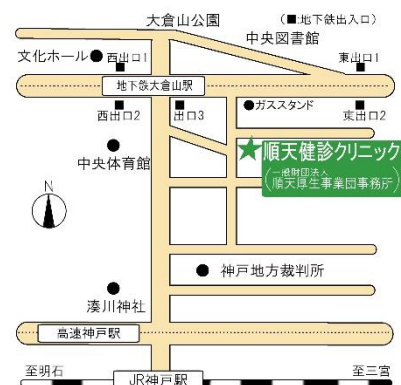 大倉山公園
(■:地下鉄出入口)
中央図書館
文化ホール
西出口1
東出口1
地下鉄大倉山駅
西出口2
出口3
ガススタンド
東出口2
順天健診クリニック
中央体育館
(一般財団法人
順天厚生事業団事務所)
N
神戸地方裁判所
湊川神社
高速神戸駅
至明石
至三宮
JR神戸駅